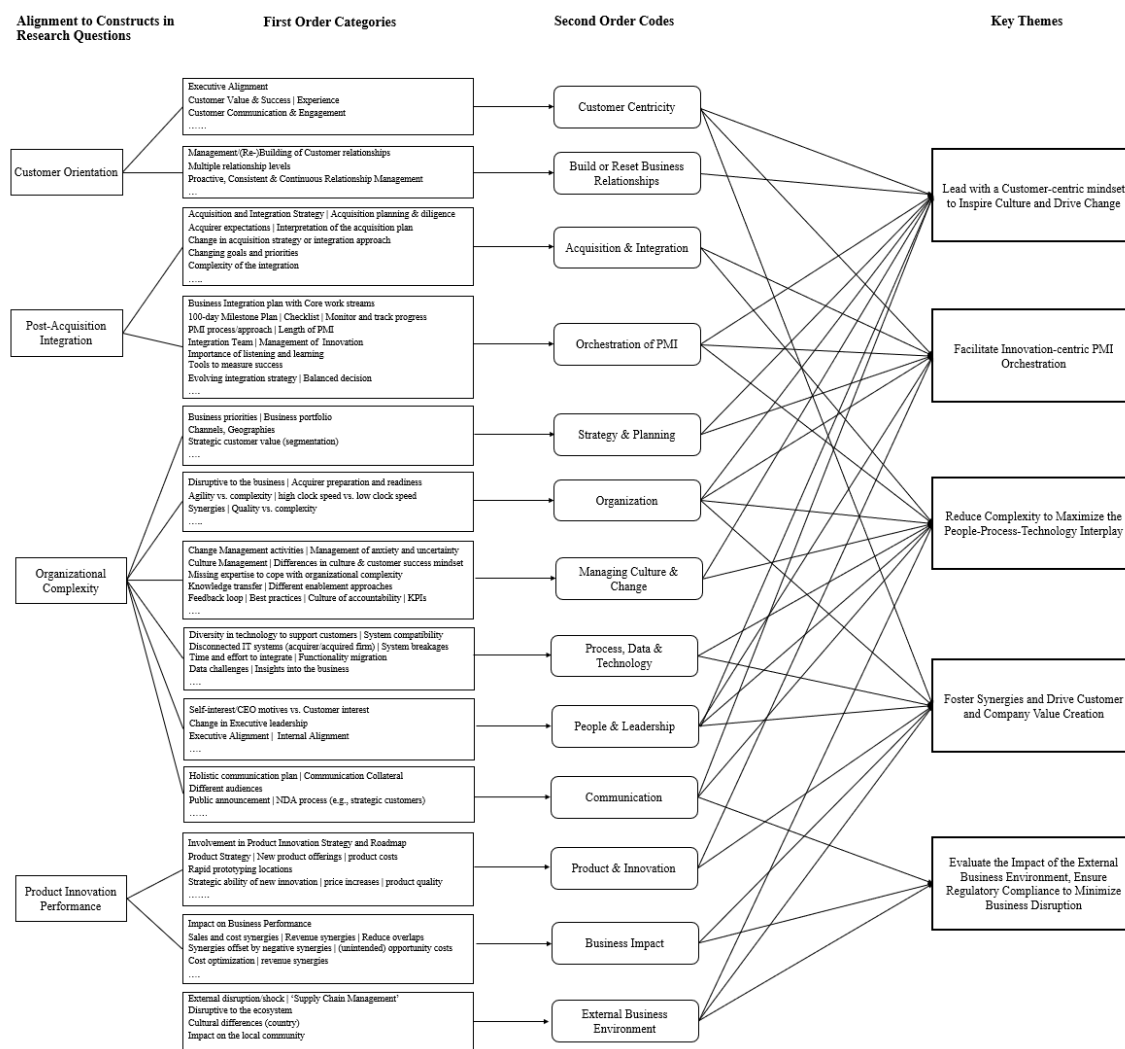 Alignment to Constructs in
Research Questions
First Order Categories
Second Order Codes
Key Themes
Customer Orientation
Executive Alignment
Customer Value & Success | Experience
Customer Communication & Engagement
……
Customer Centricity
Management/(Re-)Building of Customer relationships
Multiple relationship levels
Proactive, Consistent & Continuous Relationship Management
…
Build or Reset Business
Relationships
Post-Acquisition
Integration
Acquisition and Integration Strategy | Acquisition planning & diligence
Acquirer expectations | Interpretation of the acquisition plan
Change in acquisition strategy or integration approach
Changing goals and priorities
Complexity of the integration
…..
Acquisition & Integration
Business Integration plan with Core work streams
100-day Milestone Plan | Checklist | Monitor and track progress
PMI process/approach | Length of PMI
Integration Team | Management of Innovation
Importance of listening and learning
Tools to measure success
Evolving integration strategy | Balanced decision
….
Orchestration of PMI
Organizational
Complexity
Business priorities | Business portfolio
Channels, Geographies
Strategic customer value (segmentation)
….
Strategy & Planning
Disruptive to the business | Acquirer preparation and readiness
Agility vs. complexity | high clock speed vs. low clock speed
Synergies | Quality vs. complexity
…..
Organization
Change Management activities | Management of anxiety and uncertainty
Culture Management | Differences in culture & customer success mindset
Missing expertise to cope with organizational complexity
Knowledge transfer | Different enablement approaches
Feedback loop | Best practices | Culture of accountability | KPIs
….
Managing Culture &
Change
Diversity in technology to support customers | System compatibility
Disconnected IT systems (acquirer/acquired firm) | System breakages
Time and effort to integrate | Functionality migration
Data challenges | Insights into the business
….
Process, Data &
Technology
Self-interest/CEO motives vs. Customer interest
Change in Executive leadership
Executive Alignment | Internal Alignment
….
People & Leadership
Holistic communication plan | Communication Collateral
Different audiences
Public announcement | NDA process (e.g., strategic customers)
……
Communication
Product Innovation
Performance
Involvement in Product Innovation Strategy and Roadmap
Product Strategy | New product offerings | product costs
Rapid prototyping locations
Strategic ability of new innovation | price increases | product quality
…….
Product & Innovation
Impact on Business Performance
Sales and cost synergies | Revenue synergies | Reduce overlaps
Synergies offset by negative synergies | (unintended) opportunity costs
Cost optimization | revenue synergies
….
Business Impact
External disruption/shock | ‘Supply Chain Management’
Disruptive to the ecosystem
Cultural differences (country)
Impact on the local community
External Business
Environment
Lead with a Customer-centric mindset
to Inspire Culture and Drive Change
Facilitate Innovation-centric PMI
Orchestration
Reduce Complexity to Maximize the
People-Process-Technology Interplay
Foster Synergies and Drive Customer
and Company Value Creation
Evaluate the Impact of the External
Business Environment, Ensure
Regulatory Compliance to Minimize
Business Disruption